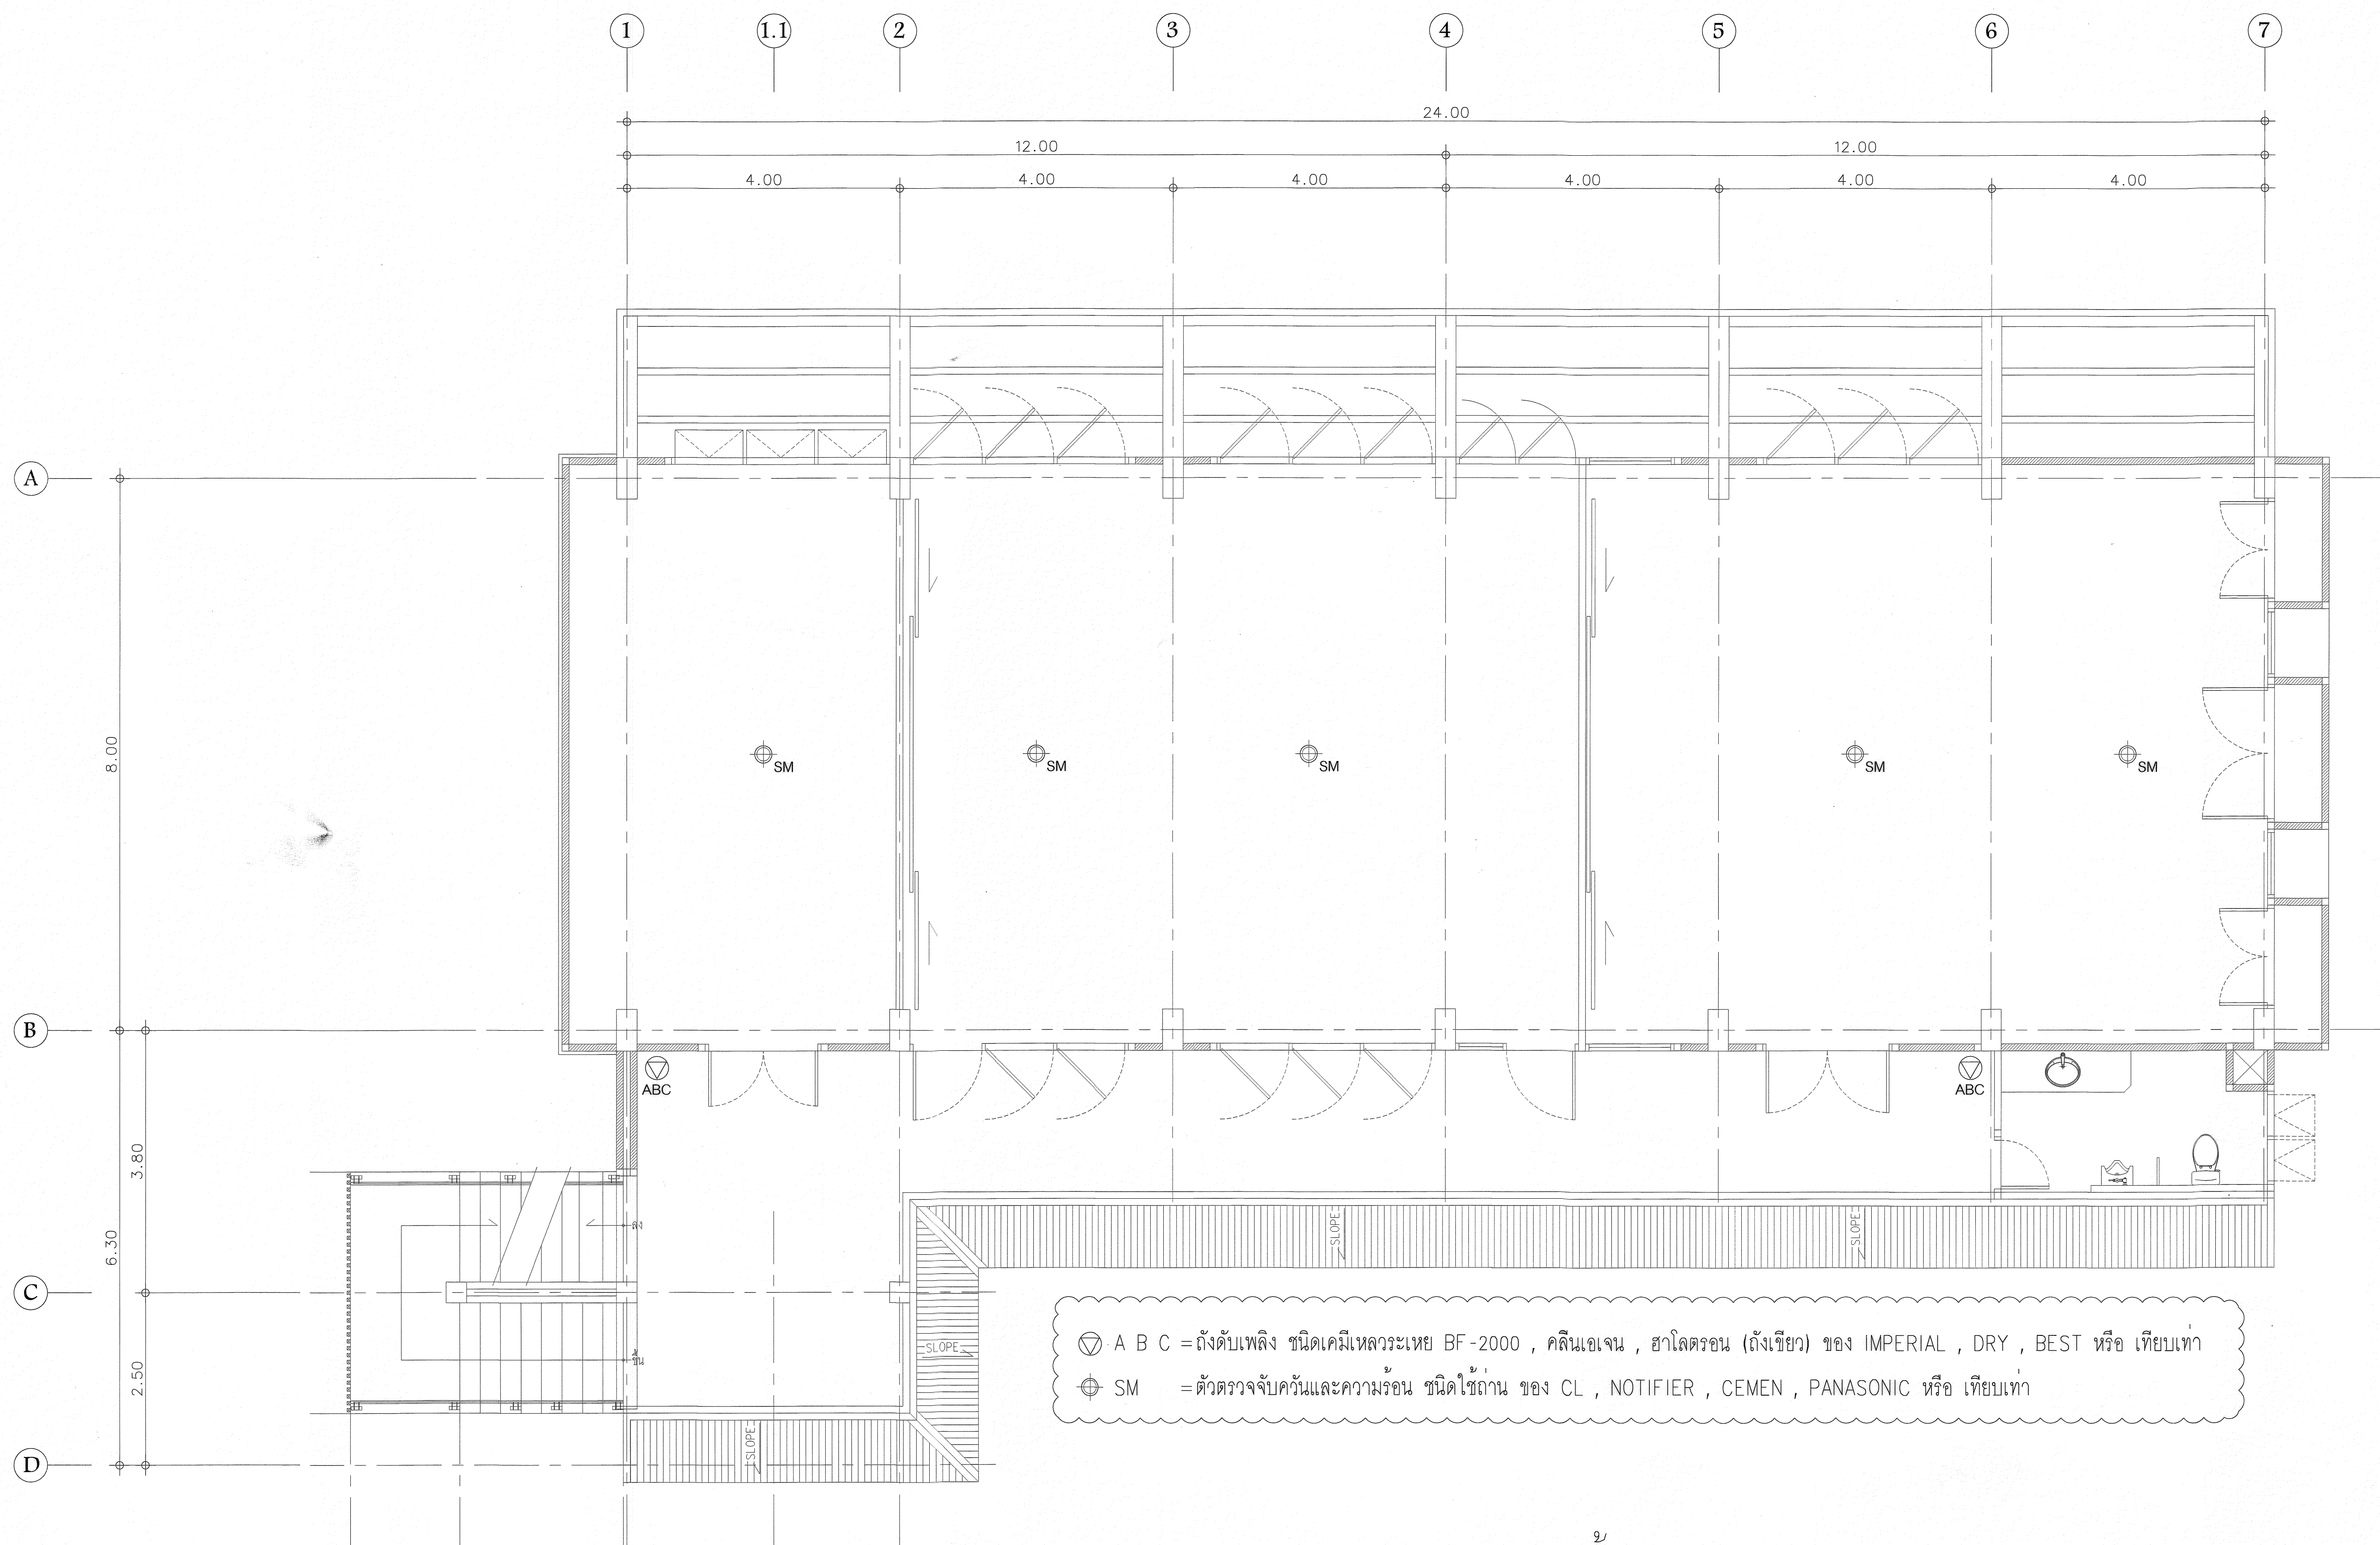 1 1.1 2 3 4 5 6 7
24.00
12.00 12.00
4.00 4.00 4.00 4.00 4.00 4.00
A
8.00
SM SM SM SM SM
B
ABC ABC
3.80
6.30
ลง
SLOPE SLOPE
C
A B C =ถังดับเพลิง ชนิดเคมีเหลวระเหย BF-2000 , คลีนเอเจน , ฮาโลตรอน (ถังเขียว) ของ IMPERIAL , DRY , BEST หรือ เทียบเท่า
SLOPE
ขึ้น
2.50
SM =ตัวตรวจจับควันและความร้อน ชนิดใช้ถ่าน ของ CL , NOTIFIER , CEMEN , PANASONIC หรือ เทียบเท่า
SLOPE
D